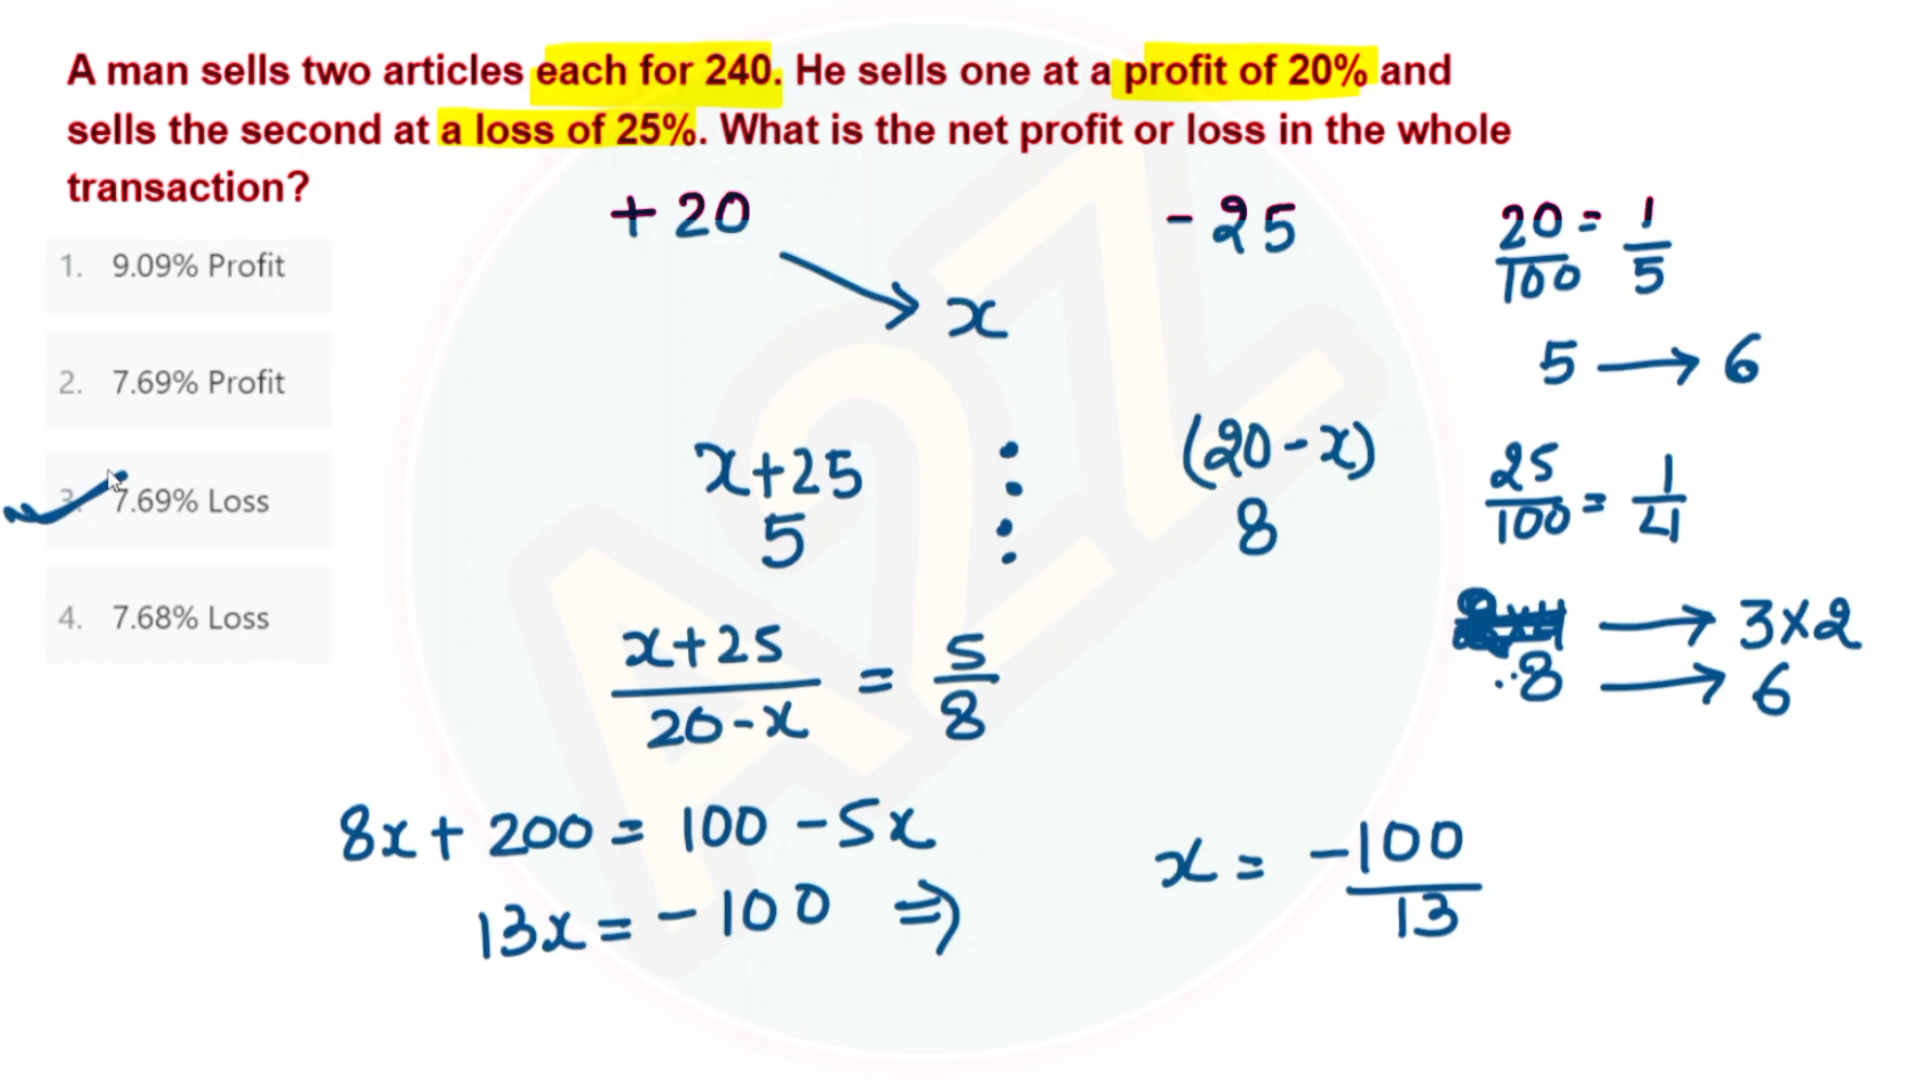 A man sells two articles each for 240. He sells one at a profit of 20% and
sells the second at a loss of 25%. What is the net profit or loss in the whole
transaction?
1. 9.09% Profit
2. 7.69% Profit
3. 7.69% Loss
4. 7.68% Loss
+20
-25
x
x+25 : (20-x)
5 : 8
x+25/20-x = 5/8
8x+200 = 100-5x
13x = -100 ⇒
x = -100/13
20/100 = 1/5
5 → 6
25/100 = 1/4
→ 3×2
8 → 6
A2Z